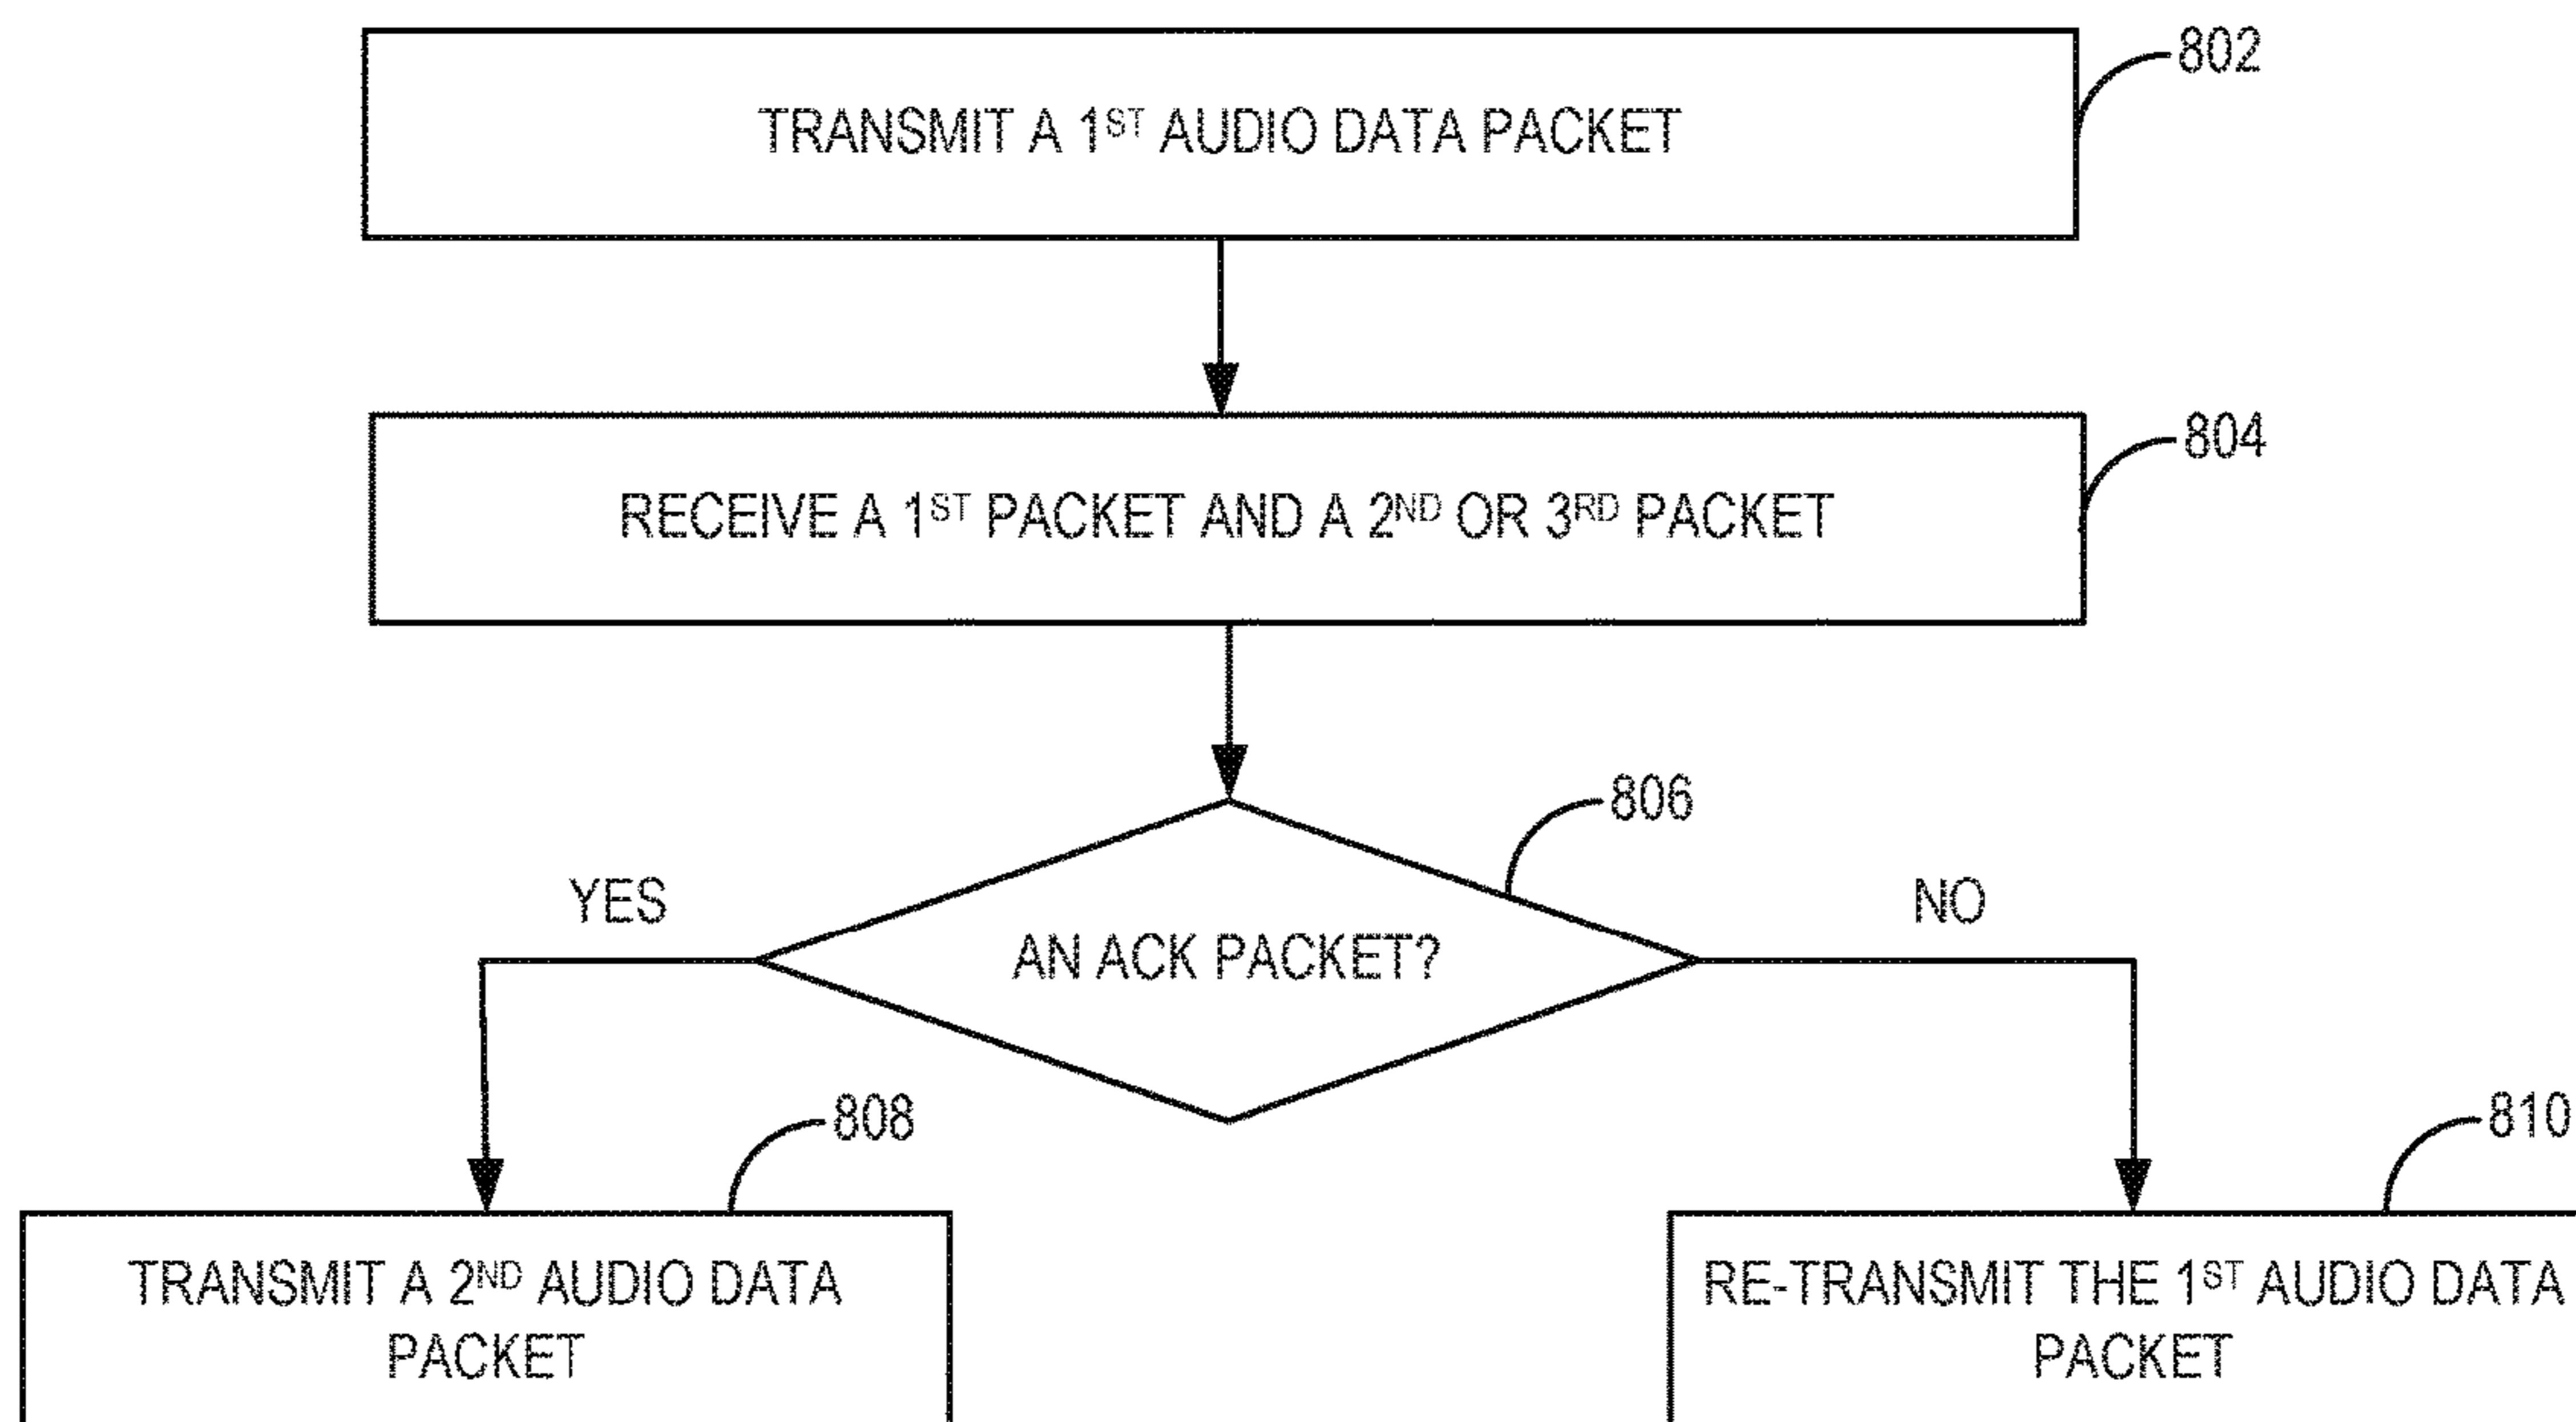 802
TRANSMIT A 1ST AUDIO DATA PACKET
804
RECEIVE A 1ST PACKET AND A 2ND OR 3RD PACKET
806
YES
NO
AN ACK PACKET?
808
810
TRANSMIT A 2ND AUDIO DATA
PACKET
RE-TRANSMIT THE 1ST AUDIO DATA
PACKET